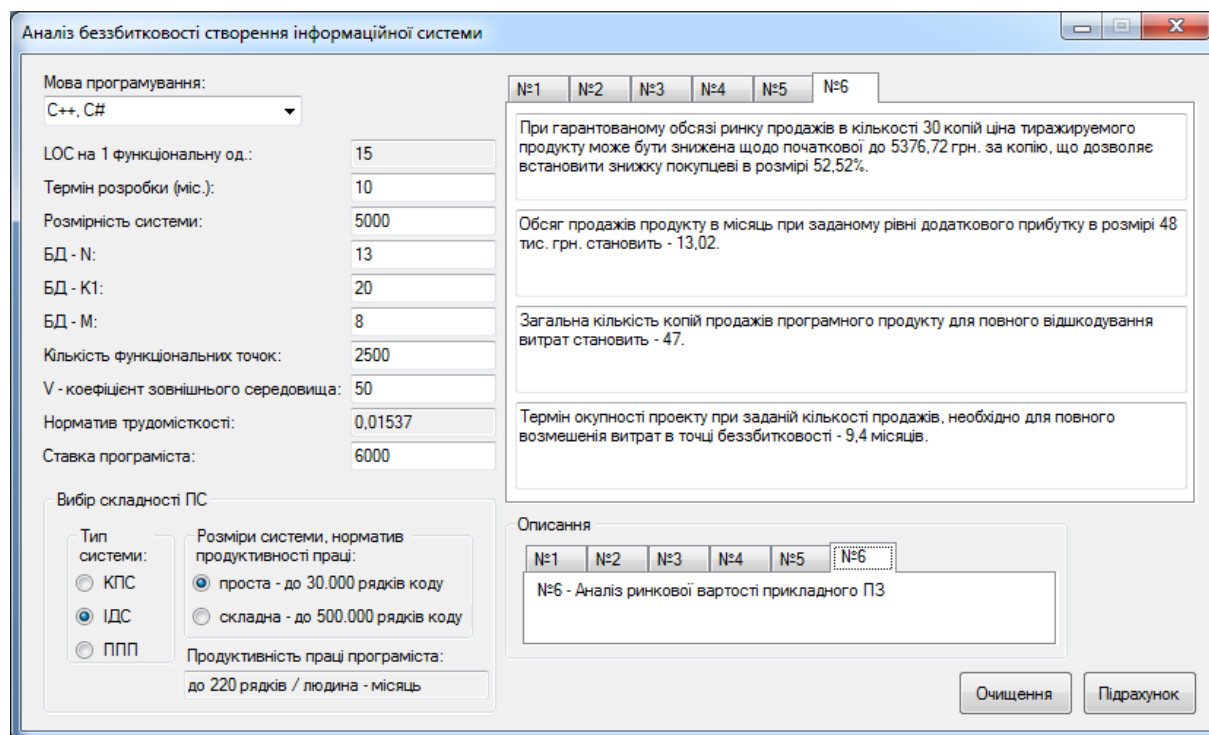 Аналіз беззбитковості створення інформаційної системи
Мова програмування:
C++, C#
LOC на 1 функціональну од.:
15
Термін розробки (міс.):
10
Розмірність системи:
5000
БД - N:
13
БД - К1:
20
БД - М:
8
Кількість функціональних точок:
2500
V - коефіцієнт зовнішнього середовища:
50
Норматив трудомісткості:
0,01537
Ставка програміста:
6000
Вибір складності ПС
Тип
системи:
КПС
ІДС
ППП
Розміри системи, норматив
продуктивності праці:
проста - до 30.000 рядків коду
складна - до 500.000 рядків коду
Продуктивність праці програміста:
до 220 рядків / людина - місяць
№1 №2 №3 №4 №5 №6
При гарантованому обсязі ринку продажів в кількості 30 копій ціна тиражируемого
продукту може бути знижена щодо початкової до 5376,72 грн. за копію, що дозволяє
встановити знижку покупцеві в розмірі 52,52%.
Обсяг продажів продукту в місяць при заданому рівні додаткового прибутку в розмірі 48
тис. грн. становить - 13,02.
Загальна кількість копій продажів програмного продукту для повного відшкодування
витрат становить - 47.
Термін окупності проекту при заданій кількості продажів, необхідно для повного
возмешенія витрат в точці беззбитковості - 9,4 місяців.
Описання
№1 №2 №3 №4 №5 №6
№6 - Аналіз ринкової вартості прикладного ПЗ
Очищення
Підрахунок